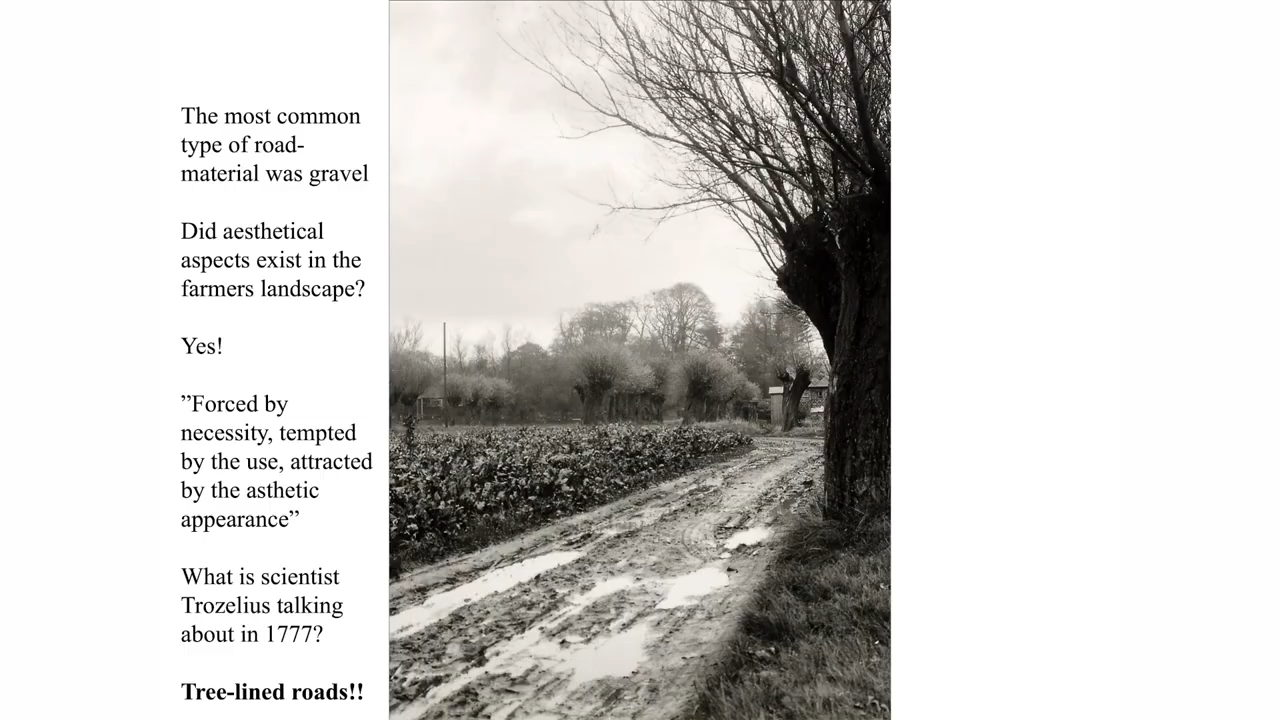 The most common
type of road-
material was gravel
Did aesthetical
aspects exist in the
farmers landscape?
Yes!
”Forced by
necessity, tempted
by the use, attracted
by the asthetic
appearance”
What is scientist
Trozelius talking
about in 1777?
Tree-lined roads!!